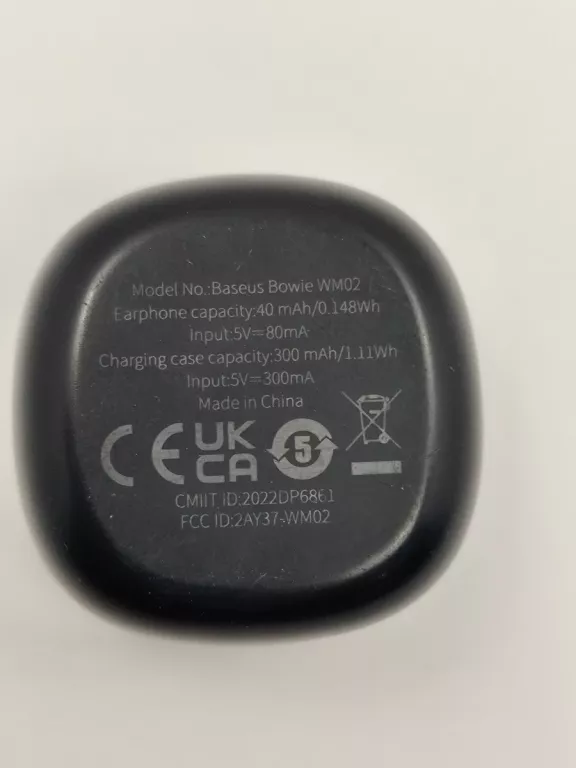 Model No.:Baseus Bowie WM02
Earphone capacity:40 mAh/0.148Wh
Input:5V⎓80mA
Charging case capacity:300 mAh/1.11Wh
Input:5V⎓300mA
Made in China
CE UK CA 5
CMIIT ID:2022DP6861
FCC ID:2AY37-WM02